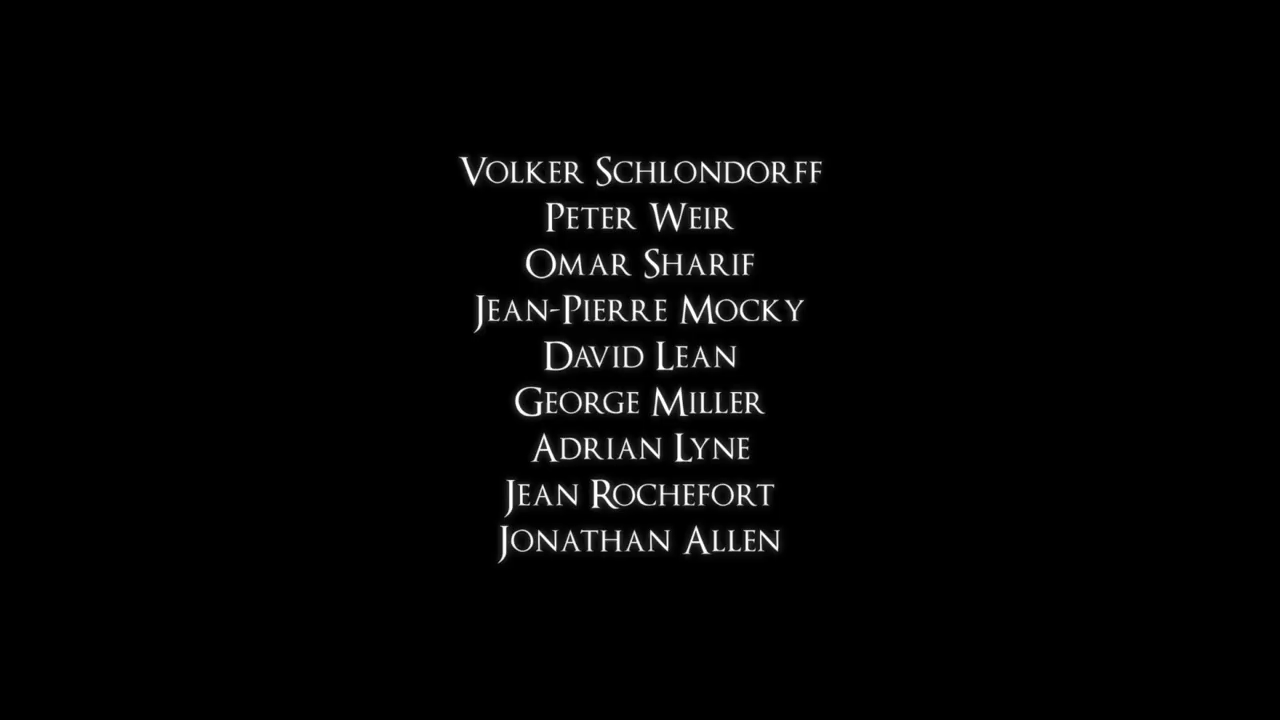 Volker Schlondorff
Peter Weir
Omar Sharif
Jean-Pierre Mocky
David Lean
George Miller
Adrian Lyne
Jean Rochefort
Jonathan Allen